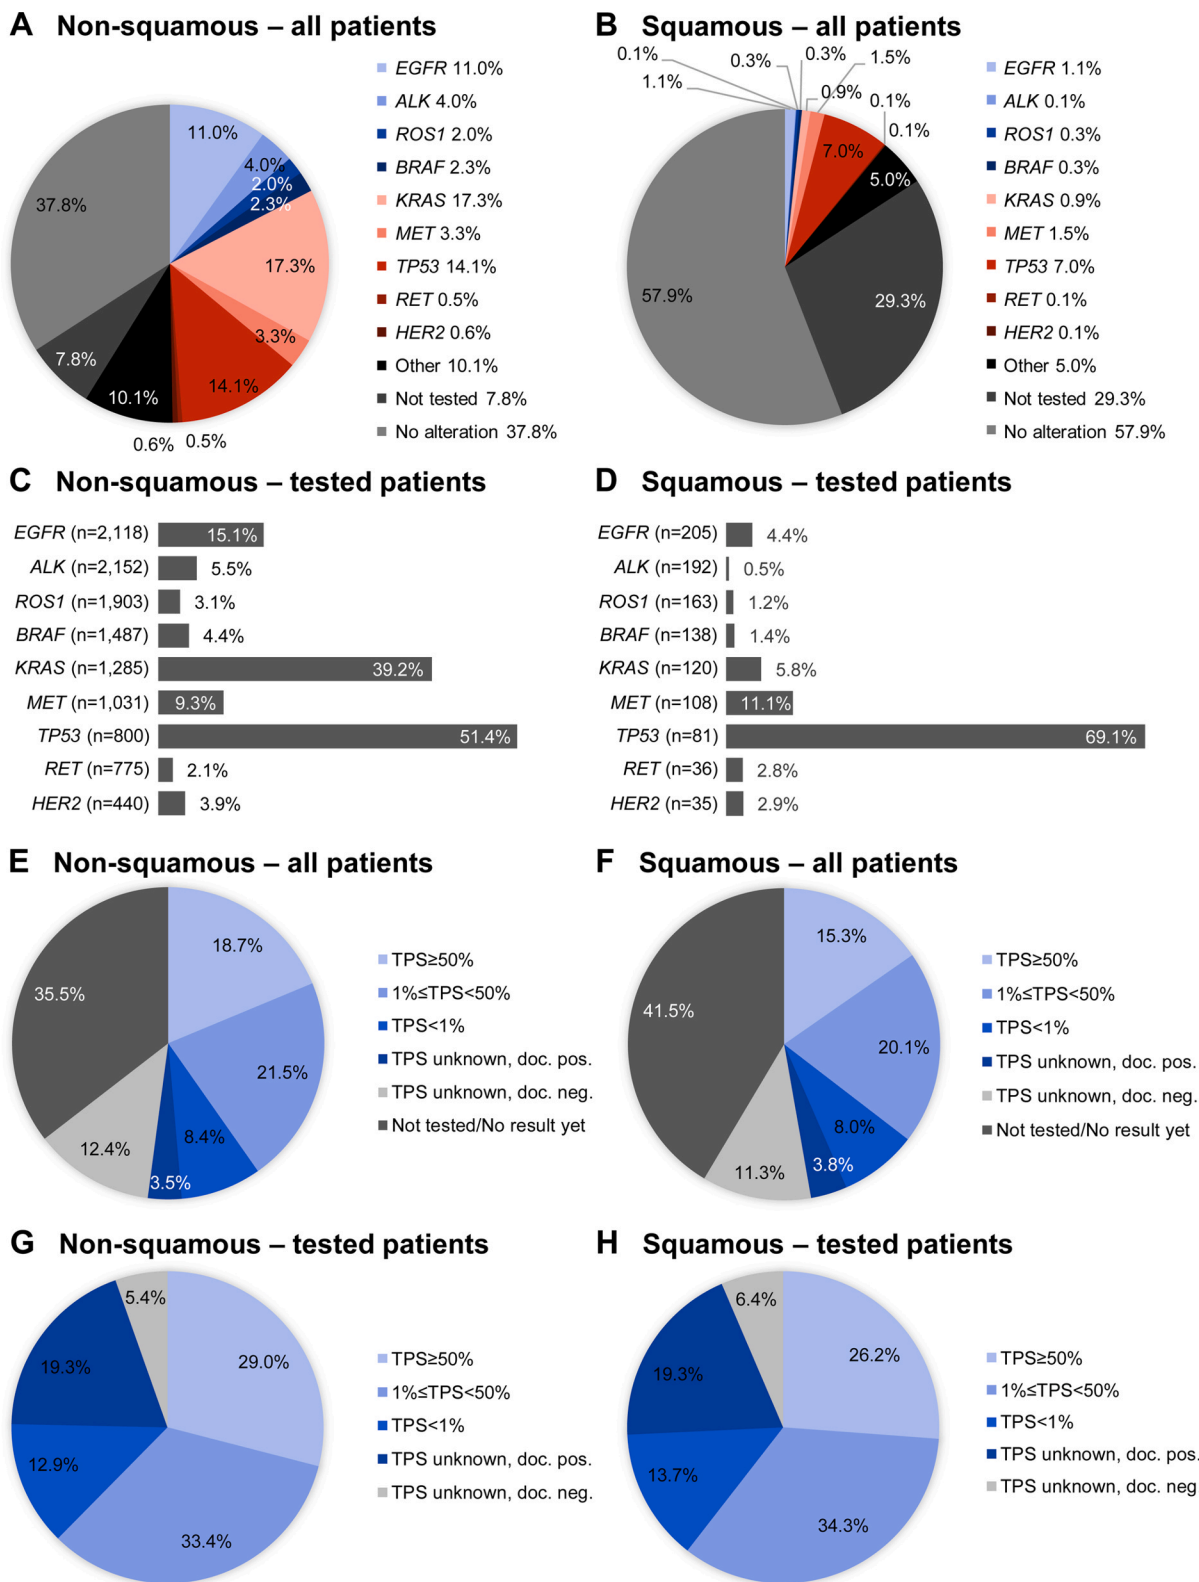 A Non-squamous – all patients
11.0%
4.0%
2.0%
2.3%
17.3%
3.3%
14.1%
0.5%
0.6%
10.1%
7.8%
37.8%
EGFR 11.0%
ALK 4.0%
ROS1 2.0%
BRAF 2.3%
KRAS 17.3%
MET 3.3%
TP53 14.1%
RET 0.5%
HER2 0.6%
Other 10.1%
Not tested 7.8%
No alteration 37.8%
B Squamous – all patients
1.1%
0.1%
0.3%
0.3%
0.9%
1.5%
7.0%
0.1%
0.1%
5.0%
29.3%
57.9%
EGFR 1.1%
ALK 0.1%
ROS1 0.3%
BRAF 0.3%
KRAS 0.9%
MET 1.5%
TP53 7.0%
RET 0.1%
HER2 0.1%
Other 5.0%
Not tested 29.3%
No alteration 57.9%
C Non-squamous – tested patients
EGFR (n=2,118) 15.1%
ALK (n=2,152) 5.5%
ROS1 (n=1,903) 3.1%
BRAF (n=1,487) 4.4%
KRAS (n=1,285) 39.2%
MET (n=1,031) 9.3%
TP53 (n=800) 51.4%
RET (n=775) 2.1%
HER2 (n=440) 3.9%
D Squamous – tested patients
EGFR (n=205) 4.4%
ALK (n=192) 0.5%
ROS1 (n=163) 1.2%
BRAF (n=138) 1.4%
KRAS (n=120) 5.8%
MET (n=108) 11.1%
TP53 (n=81) 69.1%
RET (n=36) 2.8%
HER2 (n=35) 2.9%
E Non-squamous – all patients
18.7%
21.5%
8.4%
3.5%
12.4%
35.5%
TPS≥50%
1%≤TPS<50%
TPS<1%
TPS unknown, doc. pos.
TPS unknown, doc. neg.
Not tested/No result yet
F Squamous – all patients
15.3%
20.1%
8.0%
3.8%
11.3%
41.5%
TPS≥50%
1%≤TPS<50%
TPS<1%
TPS unknown, doc. pos.
TPS unknown, doc. neg.
Not tested/No result yet
G Non-squamous – tested patients
29.0%
33.4%
12.9%
19.3%
5.4%
TPS≥50%
1%≤TPS<50%
TPS<1%
TPS unknown, doc. pos.
TPS unknown, doc. neg.
H Squamous – tested patients
26.2%
34.3%
13.7%
19.3%
6.4%
TPS≥50%
1%≤TPS<50%
TPS<1%
TPS unknown, doc. pos.
TPS unknown, doc. neg